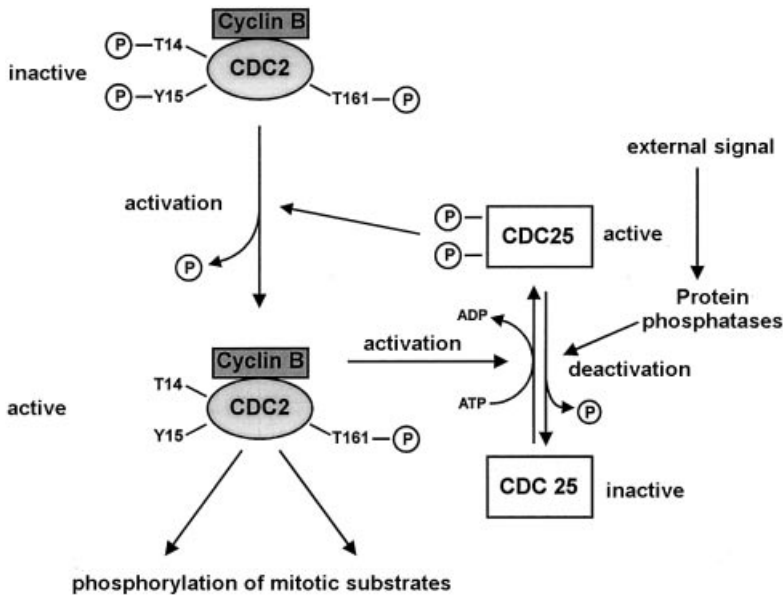 Cyclin B
P
T14
CDC2
inactive
P
Y15
T161
P
external signal
activation
P
CDC25
active
P
P
Protein
phosphatases
ADP
Cyclin B
activation
deactivation
T14
CDC2
ATP
P
active
Y15
T161
P
CDC 25
inactive
phosphorylation of mitotic substrates